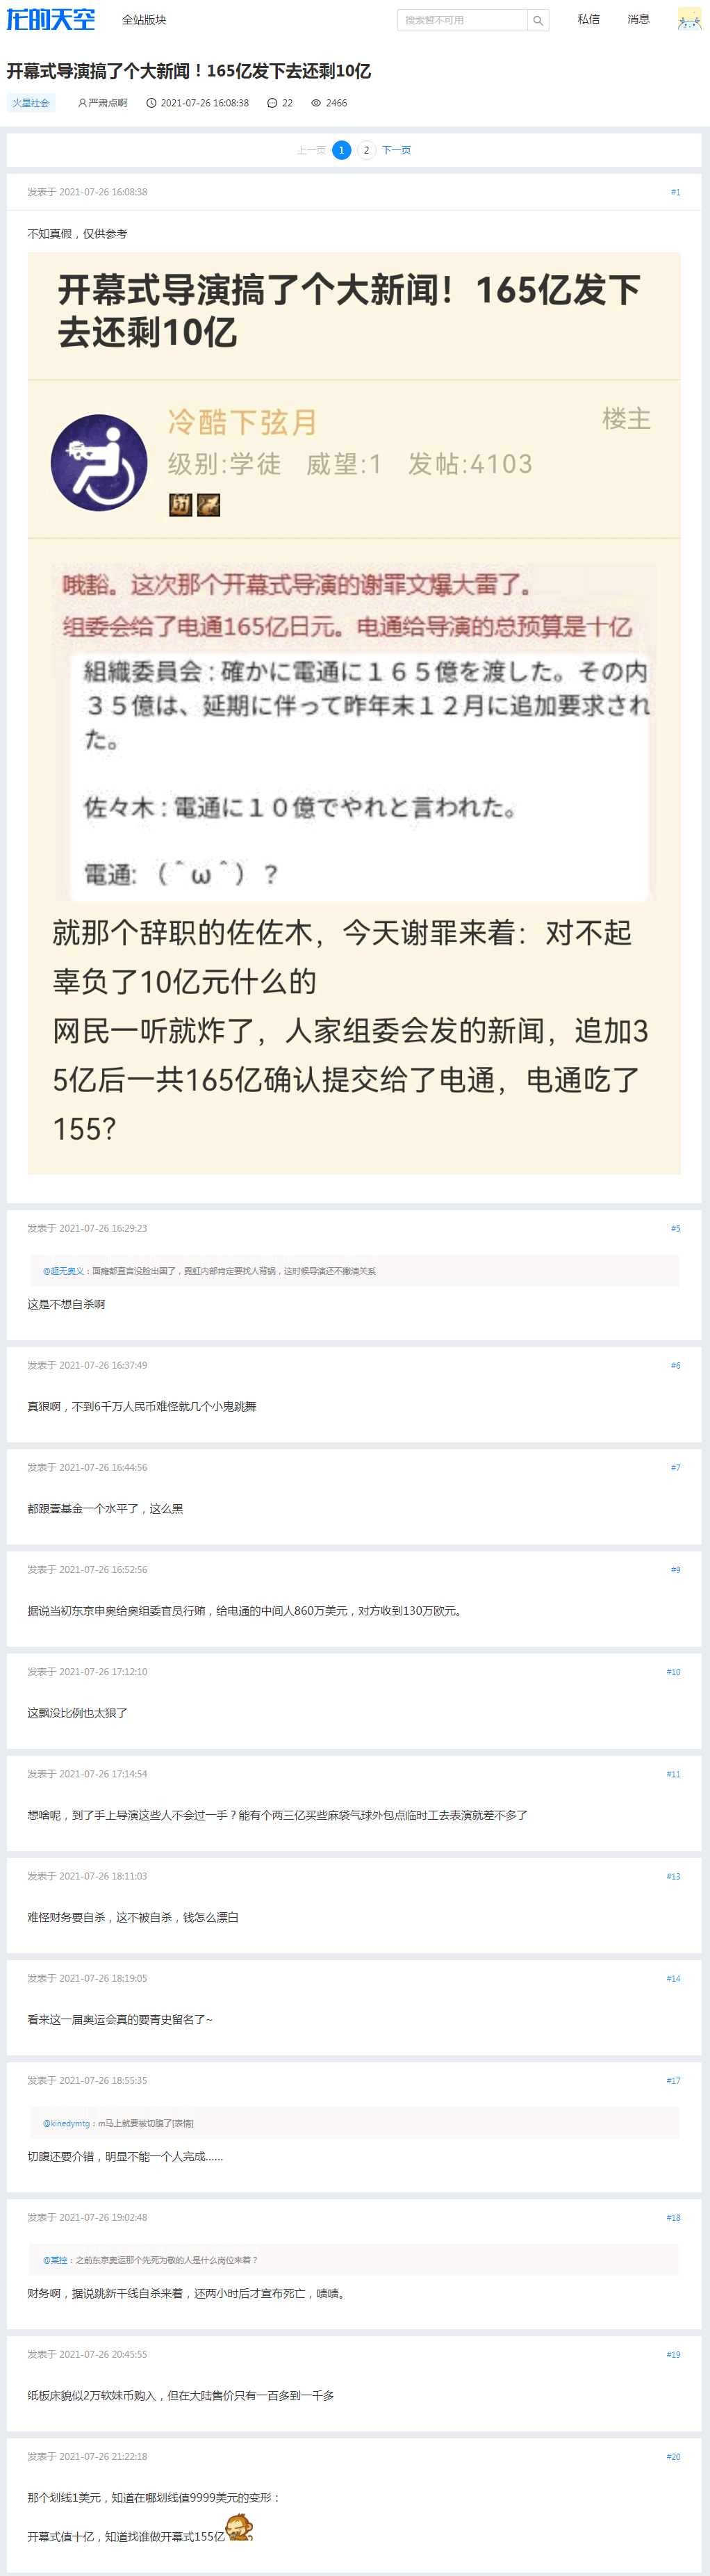 龙的天空 全站版块 搜索暂不可用 私信 消息
开幕式导演搞了个大新闻！165亿发下去还剩10亿
火星社会 严肃点啊 2021-07-26 16:08:38 22 2466
上一页 1 2 下一页
发表于 2021-07-26 16:08:38 #1
不知真假，仅供参考
开幕式导演搞了个大新闻！165亿发下
去还剩10亿
冷酷下弦月 楼主
级别:学徒 威望:1 发帖:4103
哦豁。这次那个开幕式导演的谢罪文爆大雷了。
组委会给了电通165亿日元。电通给导演的总预算是十亿
組織委員会 : 確かに電通に１６５億を渡した。その内
３５億は、延期に伴って昨年末１２月に追加要求され
た。
佐々木 : 電通に１０億でやれと言われた。
電通: （＾ω＾）？
就那个辞职的佐佐木，今天谢罪来着：对不起
辜负了10亿元什么的
网民一听就炸了，人家组委会发的新闻，追加3
5亿后一共165亿确认提交给了电通，电通吃了
155?
发表于 2021-07-26 16:29:23 #5
@超无奥义：面瘫都直言没脸出国了，霓虹内部肯定要找人背锅，这时候导演还不撇清关系
这是不想自杀啊
发表于 2021-07-26 16:37:49 #6
真狠啊，不到6千万人民币难怪就几个小鬼跳舞
发表于 2021-07-26 16:44:56 #7
都跟壹基金一个水平了，这么黑
发表于 2021-07-26 16:52:56 #9
据说当初东京申奥给奥组委官员行贿，给电通的中间人860万美元，对方收到130万欧元。
发表于 2021-07-26 17:12:10 #10
这飘没比例也太狠了
发表于 2021-07-26 17:14:54 #11
想啥呢，到了手上导演这些人不会过一手？能有个两三亿买些麻袋气球外包点临时工去表演就差不多了
发表于 2021-07-26 18:11:03 #13
难怪财务要自杀，这不被自杀，钱怎么漂白
发表于 2021-07-26 18:19:05 #14
看来这一届奥运会真的要青史留名了~
发表于 2021-07-26 18:55:35 #17
@kinedymtg：m马上就要被切腹了[表情]
切腹还要介错，明显不能一个人完成……
发表于 2021-07-26 19:02:48 #18
@某控：之前东京奥运那个先死为敬的人是什么岗位来着？
财务啊，据说跳新干线自杀来着，还两小时后才宣布死亡，啧啧。
发表于 2021-07-26 20:45:55 #19
纸板床貌似2万软妹币购入，但在大陆售价只有一百多到一千多
发表于 2021-07-26 21:22:18 #20
那个划线1美元，知道在哪划线值9999美元的变形：
开幕式值十亿，知道找谁做开幕式155亿